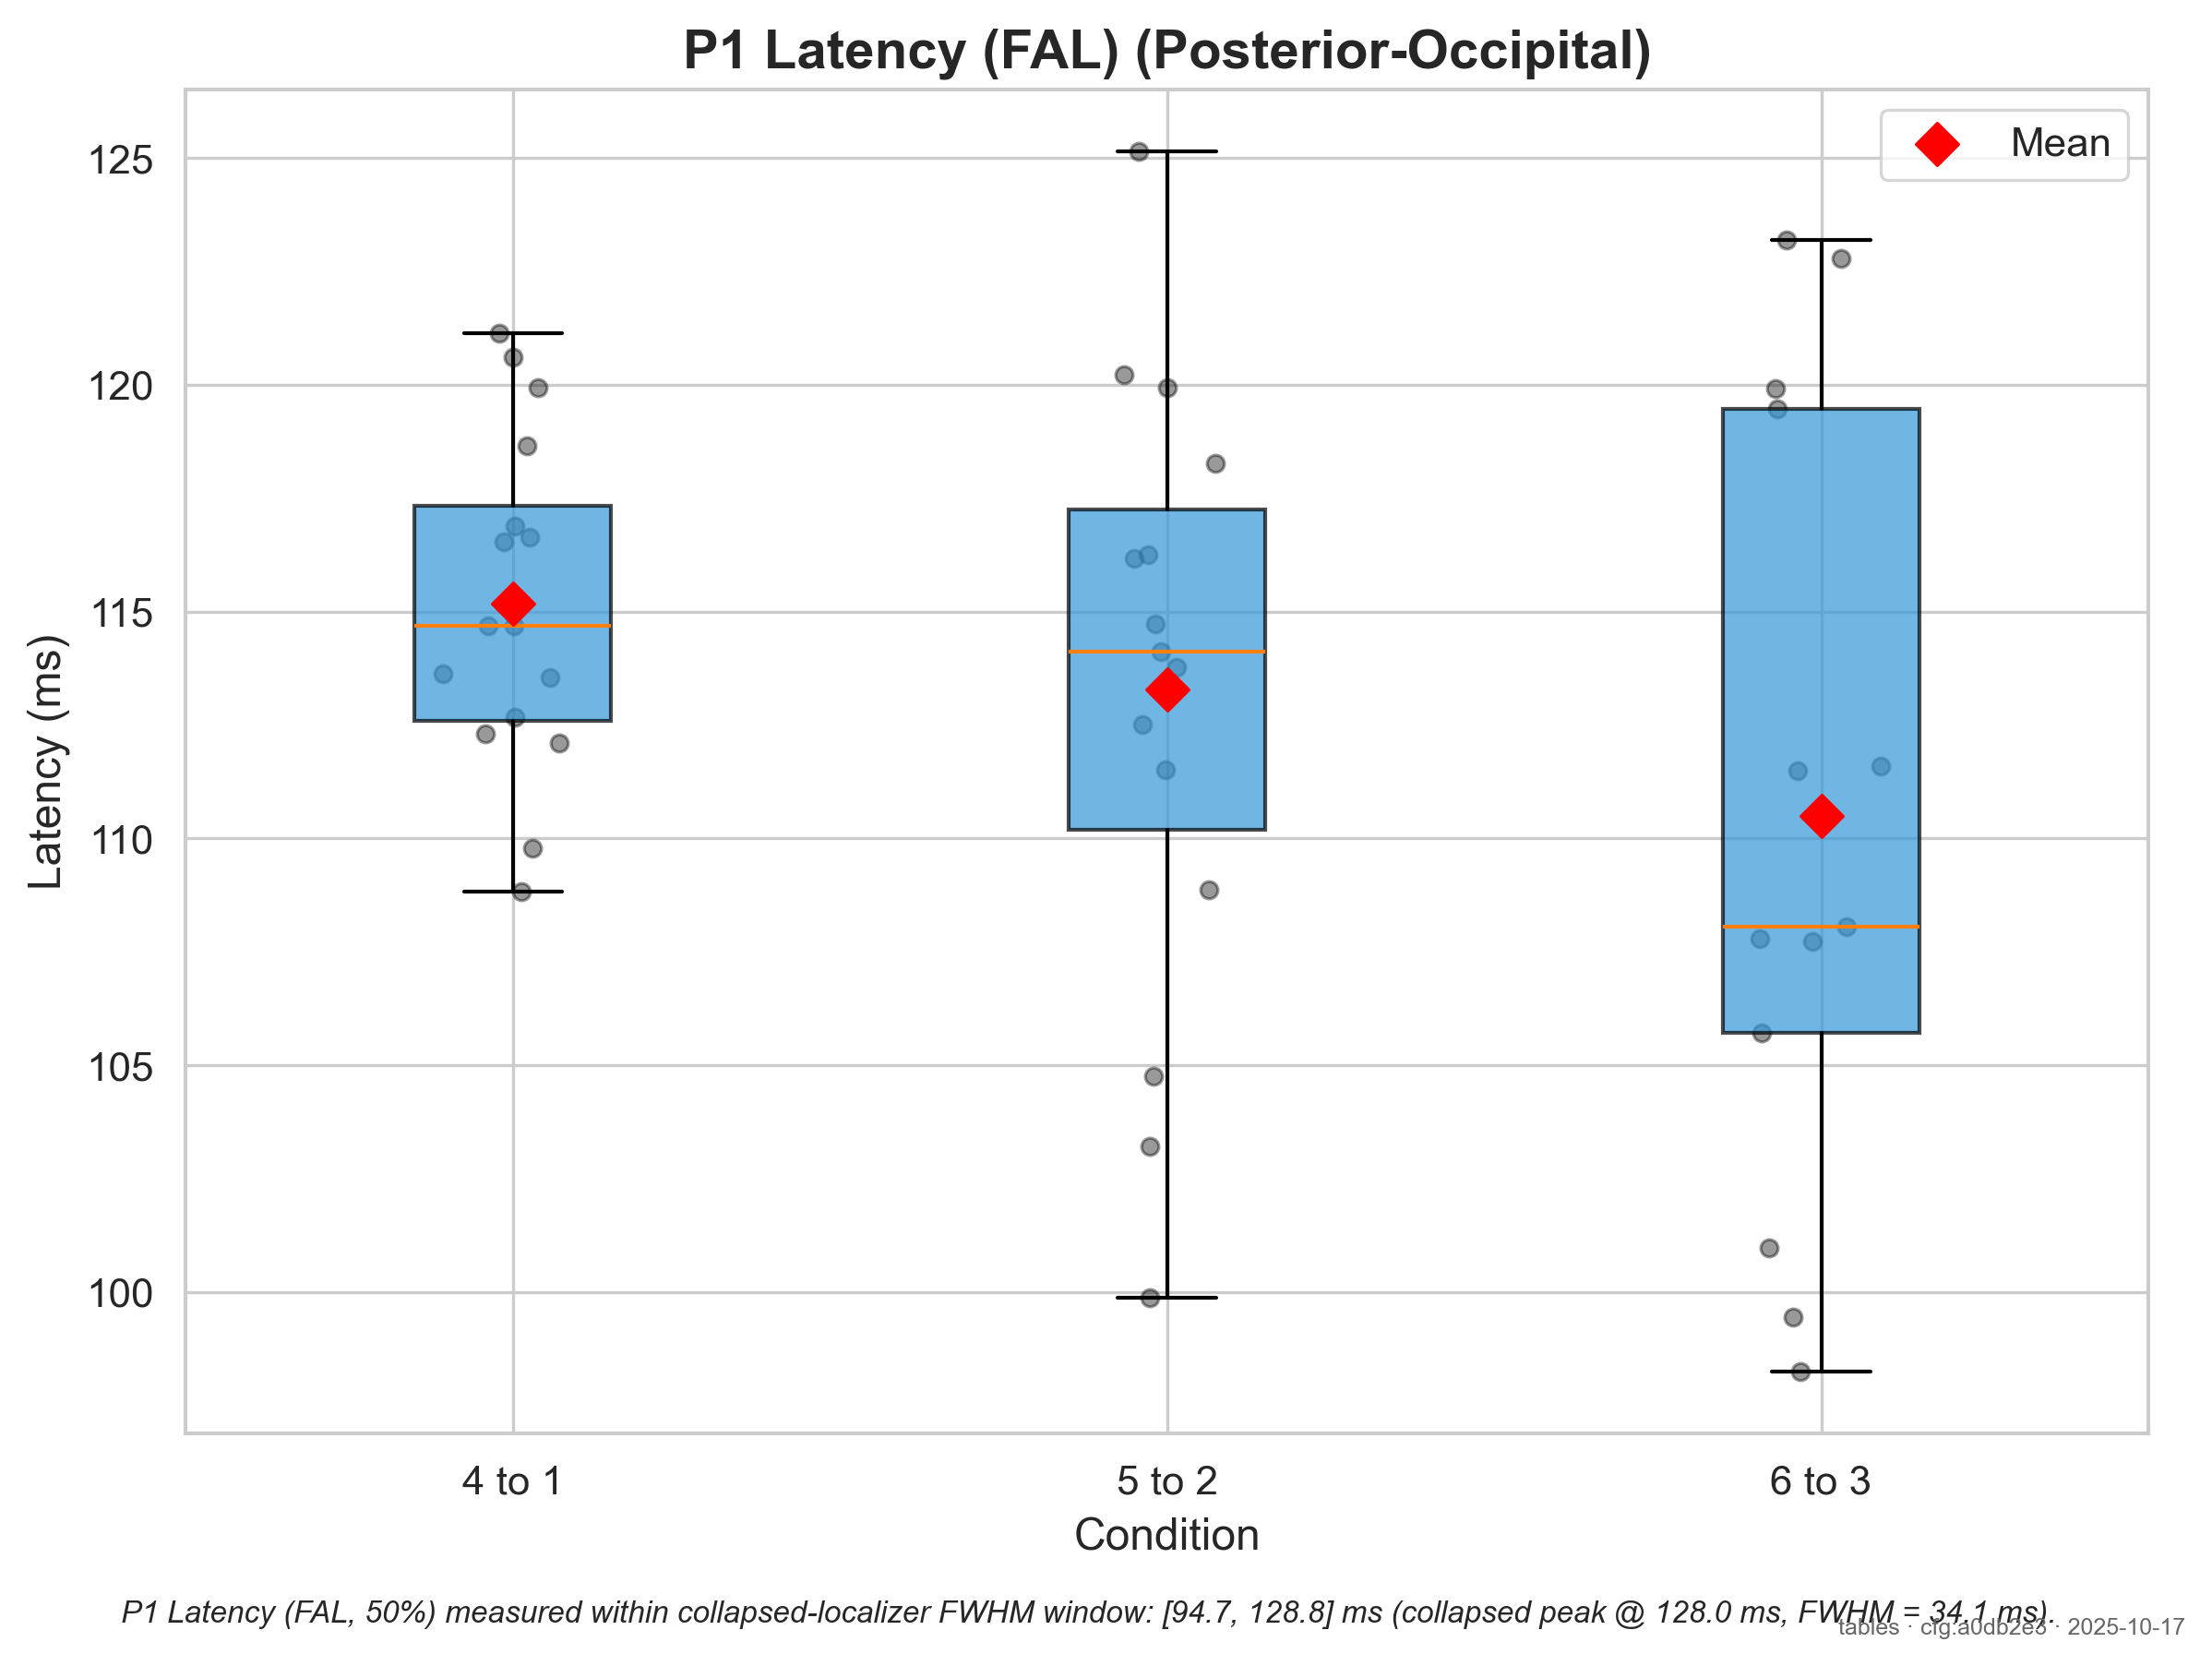 P1 Latency (FAL) (Posterior-Occipital)
Mean
125
120
115
110
105
100
Latency (ms)
4 to 1
5 to 2
6 to 3
Condition
P1 Latency (FAL, 50%) measured within collapsed-localizer FWHM window: [94.7, 128.8] ms (collapsed peak @ 128.0 ms, FWHM = 34.1 ms).
tables · cfg:a0db2e3 · 2025-10-17